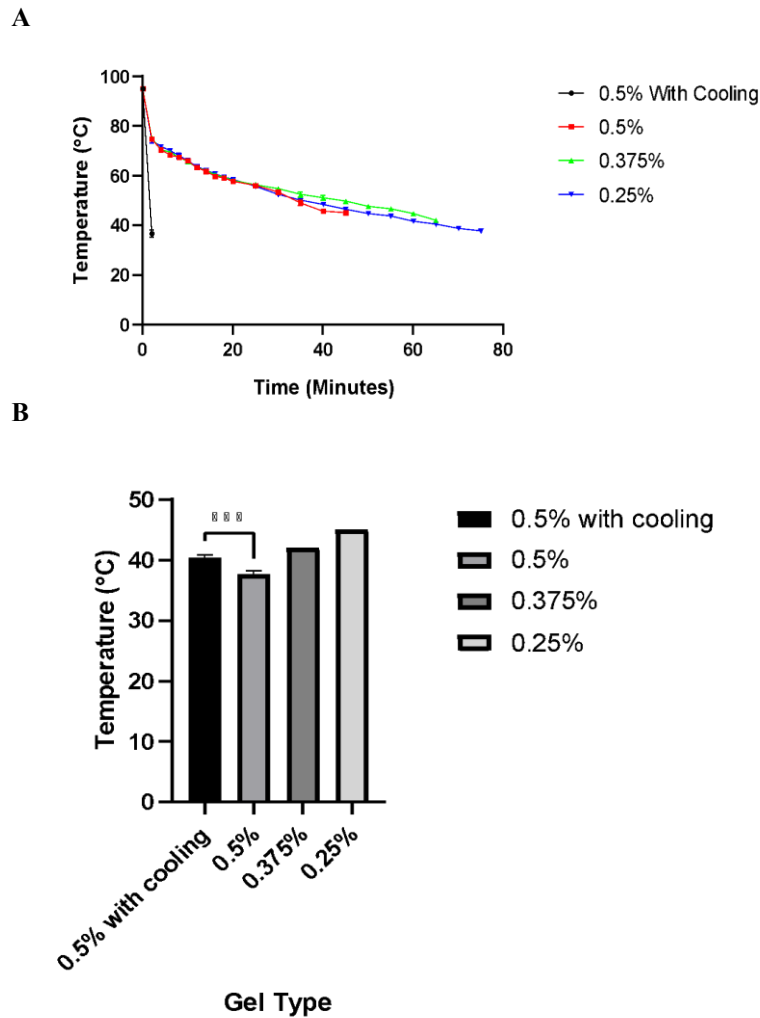 A
100
80
60
40
20
0
Temperature (°C)
0 20 40 60 80
Time (Minutes)
0.5% With Cooling
0.5%
0.375%
0.25%
B
50
40
30
20
10
0
Temperature (°C)
0.5% with cooling
0.5%
0.375%
0.25%
Gel Type
0.5% with cooling
0.5%
0.375%
0.25%